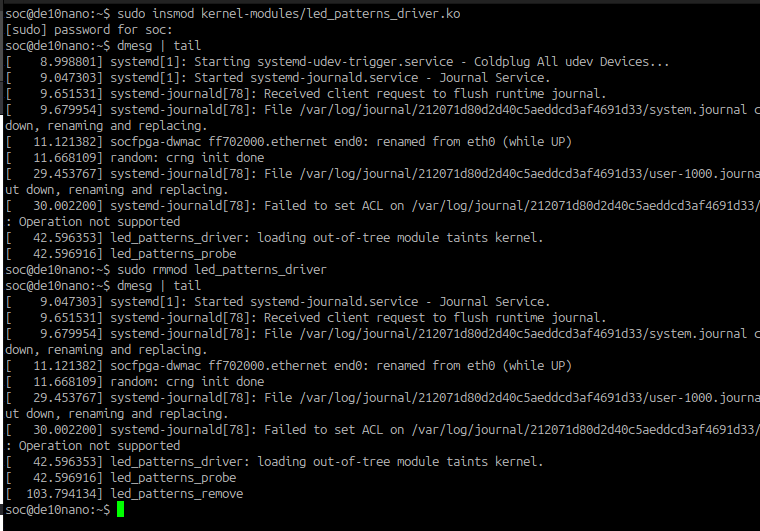 soc@de10nano:~$ sudo insmod kernel-modules/led_patterns_driver.ko
[sudo] password for soc:
soc@de10nano:~$ dmesg | tail
[    8.998801] systemd[1]: Starting systemd-udev-trigger.service - Coldplug All udev Devices...
[    9.047303] systemd[1]: Started systemd-journald.service - Journal Service.
[    9.651531] systemd-journald[78]: Received client request to flush runtime journal.
[    9.679954] systemd-journald[78]: File /var/log/journal/212071d80d2d40c5aeddcd3af4691d33/system.journal c
down, renaming and replacing.
[   11.121382] socfpga-dwmac ff702000.ethernet end0: renamed from eth0 (while UP)
[   11.668109] random: crng init done
[   29.453767] systemd-journald[78]: File /var/log/journal/212071d80d2d40c5aeddcd3af4691d33/user-1000.journa
ut down, renaming and replacing.
[   30.002200] systemd-journald[78]: Failed to set ACL on /var/log/journal/212071d80d2d40c5aeddcd3af4691d33/
: Operation not supported
[   42.596353] led_patterns_driver: loading out-of-tree module taints kernel.
[   42.596916] led_patterns_probe
soc@de10nano:~$ sudo rmmod led_patterns_driver
soc@de10nano:~$ dmesg | tail
[    9.047303] systemd[1]: Started systemd-journald.service - Journal Service.
[    9.651531] systemd-journald[78]: Received client request to flush runtime journal.
[    9.679954] systemd-journald[78]: File /var/log/journal/212071d80d2d40c5aeddcd3af4691d33/system.journal c
down, renaming and replacing.
[   11.121382] socfpga-dwmac ff702000.ethernet end0: renamed from eth0 (while UP)
[   11.668109] random: crng init done
[   29.453767] systemd-journald[78]: File /var/log/journal/212071d80d2d40c5aeddcd3af4691d33/user-1000.journa
ut down, renaming and replacing.
[   30.002200] systemd-journald[78]: Failed to set ACL on /var/log/journal/212071d80d2d40c5aeddcd3af4691d33/
: Operation not supported
[   42.596353] led_patterns_driver: loading out-of-tree module taints kernel.
[   42.596916] led_patterns_probe
[  103.794134] led_patterns_remove
soc@de10nano:~$